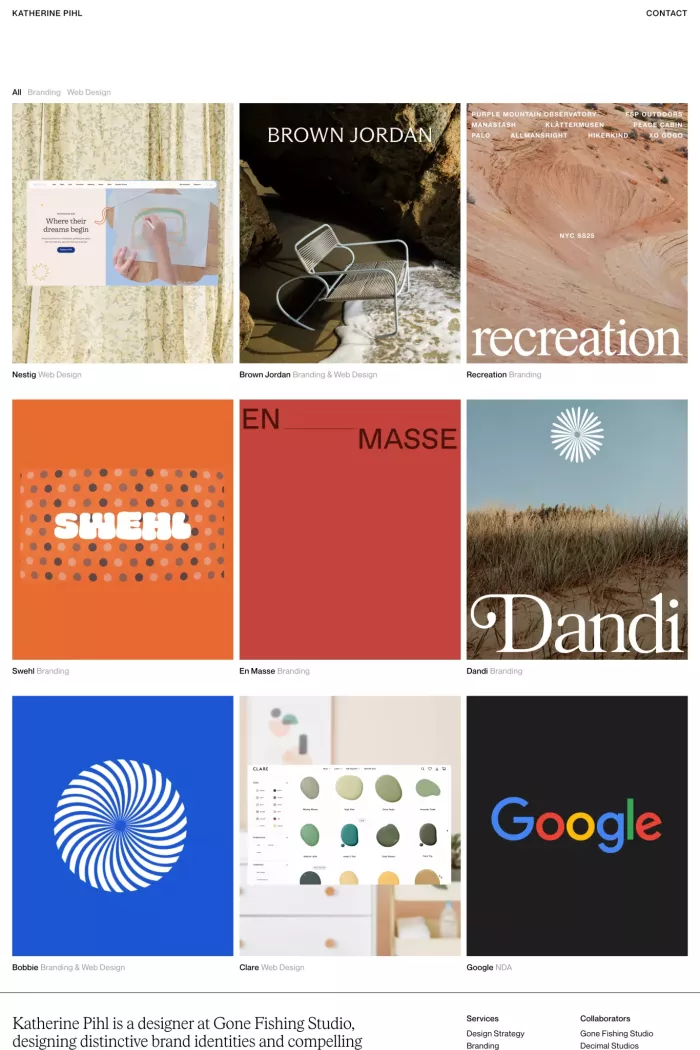 KATHERINE PIHL
CONTACT
All Branding Web Design
Where their
dreams begin
Nestig Web Design
BROWN JORDAN
Brown Jordan Branding & Web Design
PURPLE MOUNTAIN OBSERVATORY FSP OUTDOORS
MANASTASH KLÄTTERMUSEN PEACE CABIN
PALO ALLMANSRIGHT HIKERKIND XO GOGO
NYC SS25
recreation
Recreation Branding
SWEHL
Swehl Branding
EN
MASSE
En Masse Branding
Dandi
Dandi Branding
Bobbie Branding & Web Design
CLARE
Clare Web Design
Google
Google NDA
Katherine Pihl is a designer at Gone Fishing Studio,
designing distinctive brand identities and compelling
Services
Design Strategy
Branding
Collaborators
Gone Fishing Studio
Decimal Studios